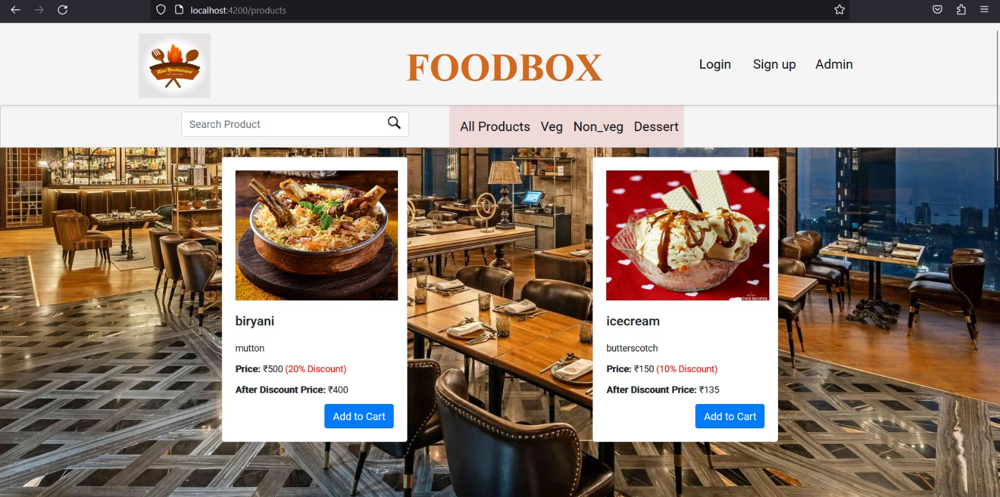 localhost:4200/products
Hot Restaurant
FOODBOX
Login Sign up Admin
Search Product
All Products Veg Non_veg Dessert
biryani
mutton
Price: ₹500 (20% Discount)
After Discount Price: ₹400
Add to Cart
icecream
butterscotch
Price: ₹150 (10% Discount)
After Discount Price: ₹135
Add to Cart